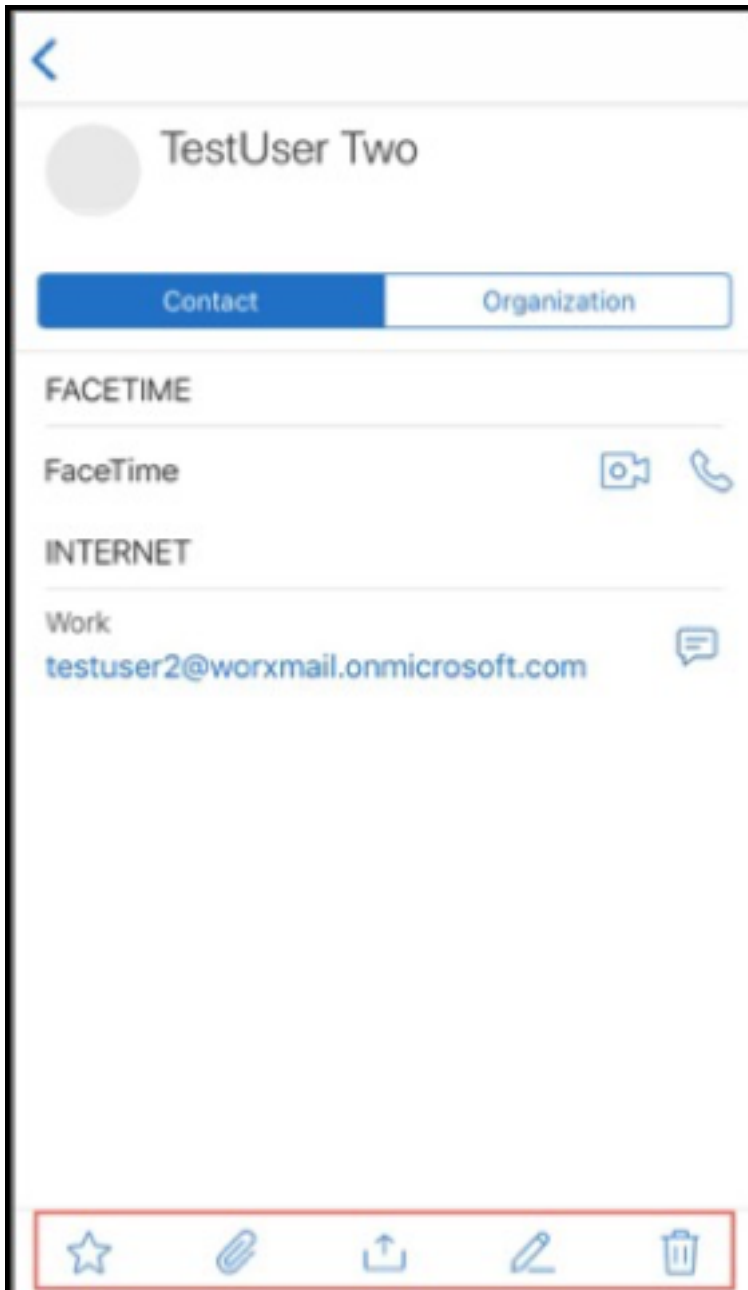 TestUser Two
Contact
Organization
FACETIME
FaceTime
INTERNET
Work
testuser2@worxmail.onmicrosoft.com